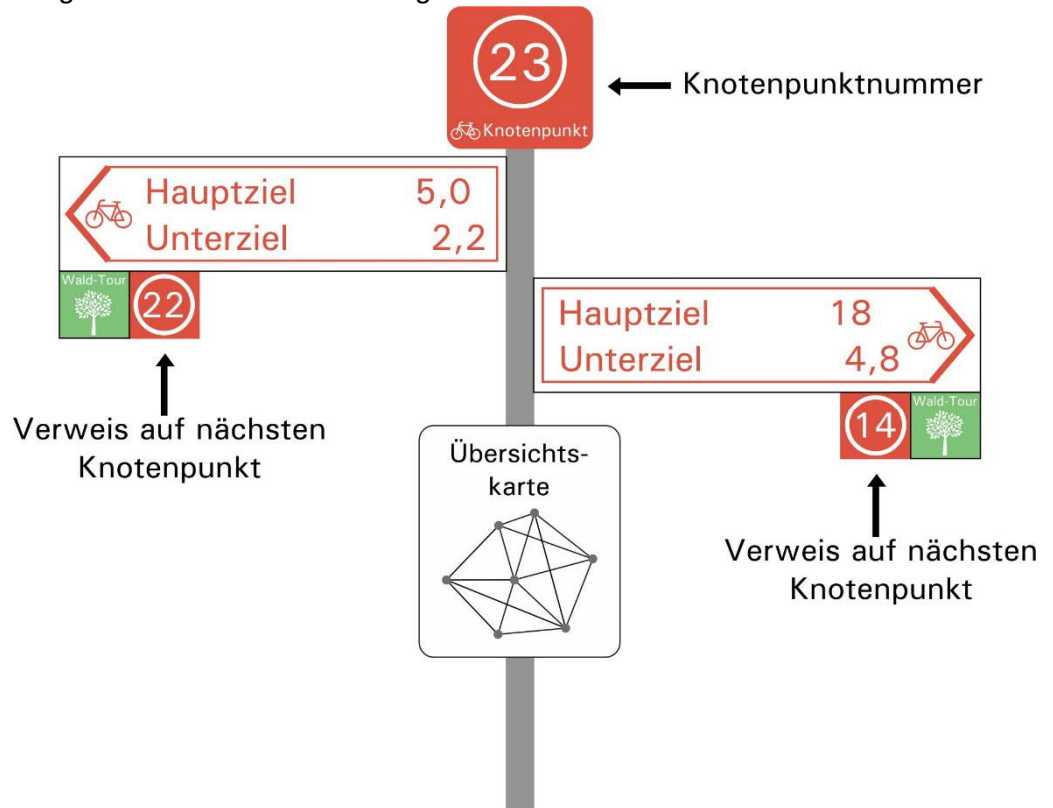 23
Knotenpunkt
Knotenpunktnummer
Hauptziel 5,0
Unterziel 2,2
Wald-Tour
22
Verweis auf nächsten
Knotenpunkt
Hauptziel 18
Unterziel 4,8
14
Wald-Tour
Verweis auf nächsten
Knotenpunkt
Übersichts-
karte